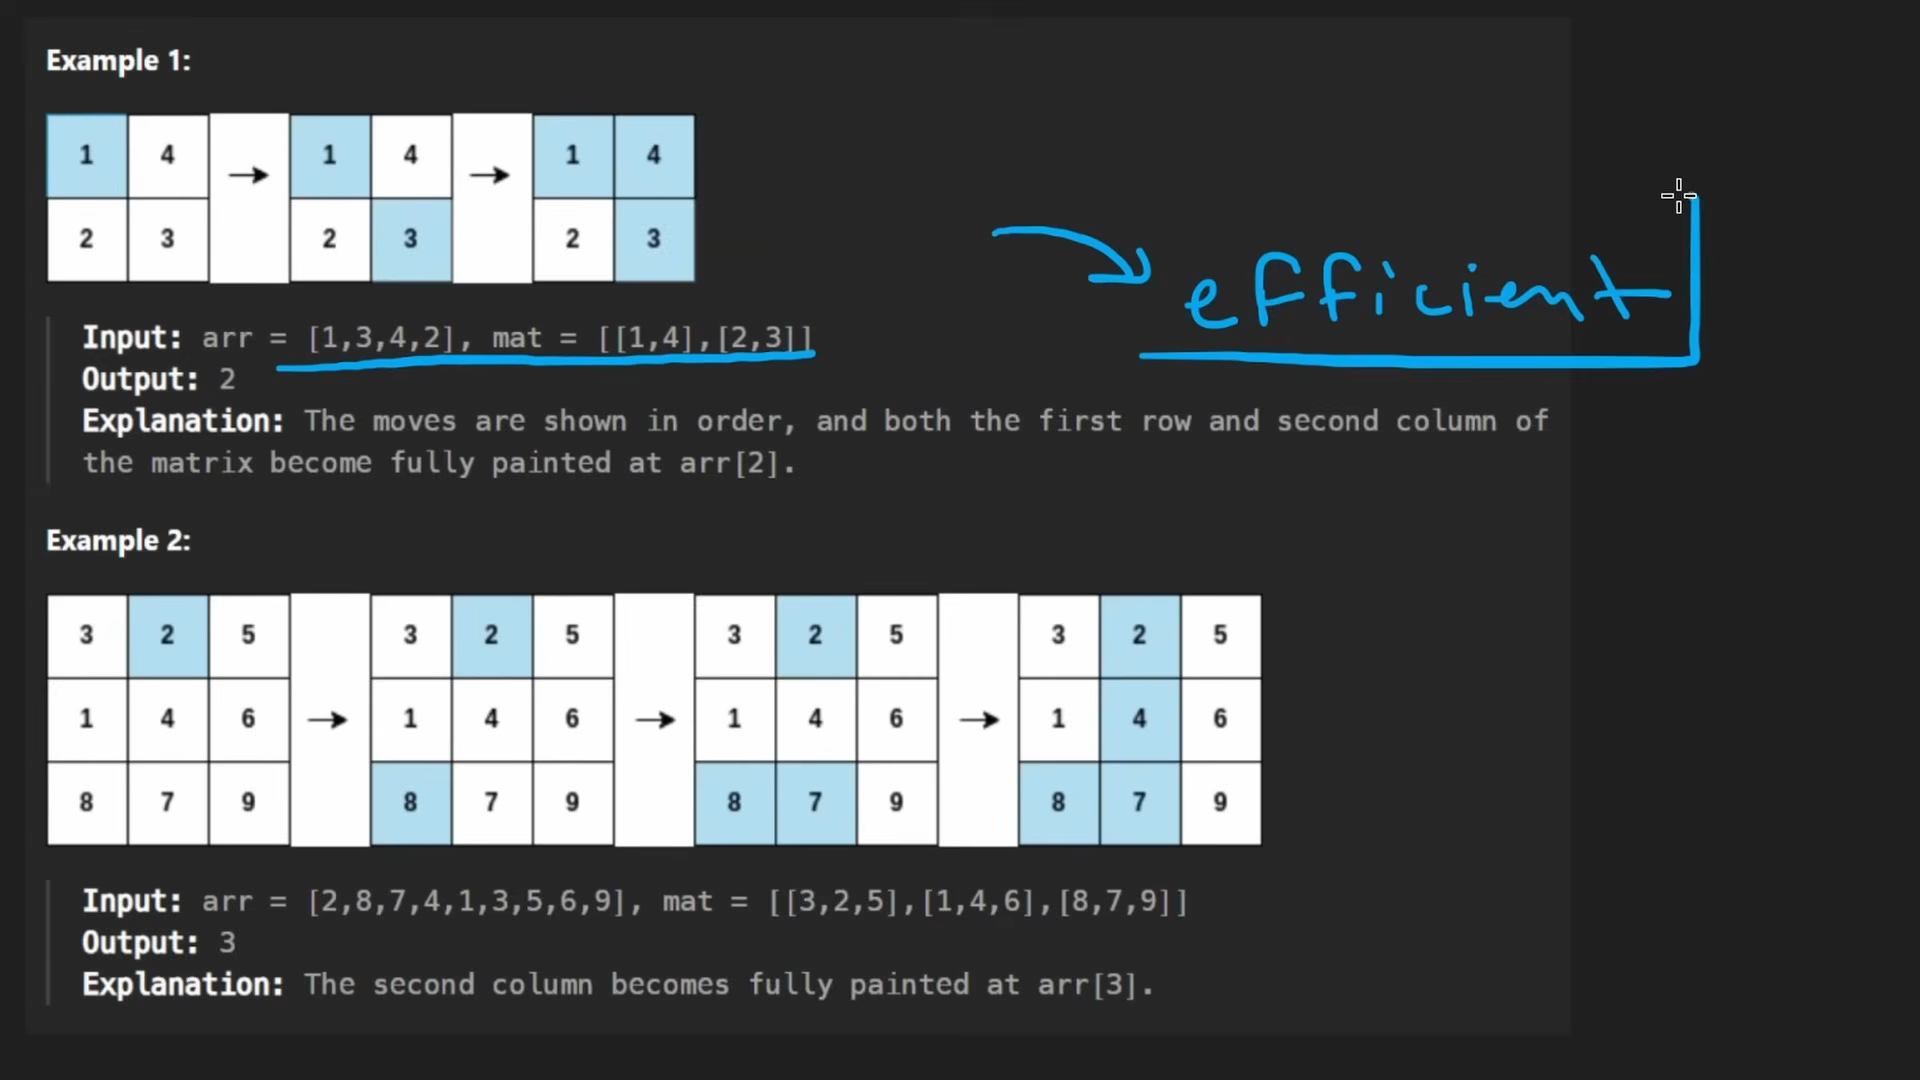 Example 1:
1 4 → 1 4 → 1 4
2 3 2 3 2 3
efficient
Input: arr = [1,3,4,2], mat = [[1,4],[2,3]]
Output: 2
Explanation: The moves are shown in order, and both the first row and second column of
the matrix become fully painted at arr[2].
Example 2:
3 2 5 3 2 5 3 2 5 3 2 5
1 4 6 → 1 4 6 → 1 4 6 → 1 4 6
8 7 9 8 7 9 8 7 9 8 7 9
Input: arr = [2,8,7,4,1,3,5,6,9], mat = [[3,2,5],[1,4,6],[8,7,9]]
Output: 3
Explanation: The second column becomes fully painted at arr[3].